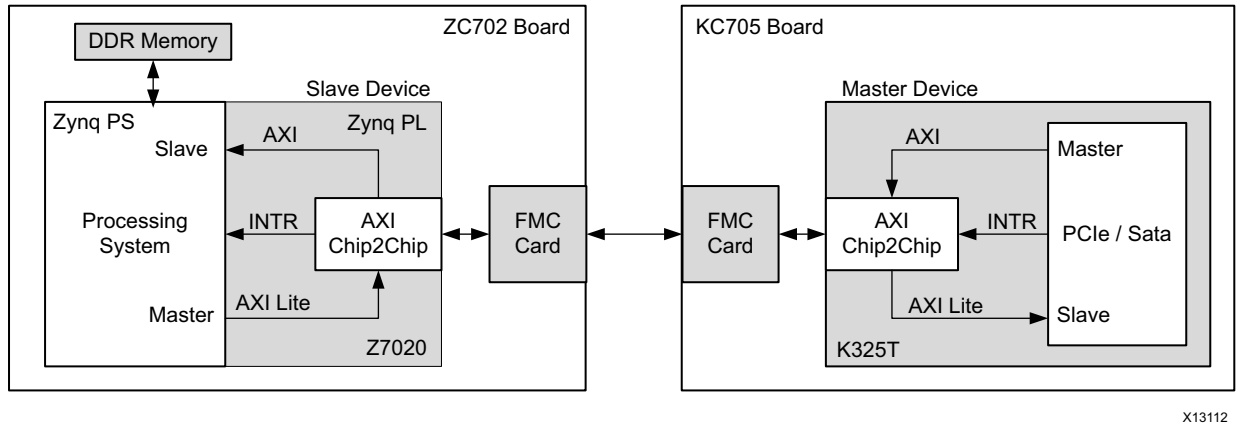 ZC702 Board
DDR Memory
Slave Device
Zynq PS
Zynq PL
AXI
Slave
Processing
System
INTR
AXI
Chip2Chip
AXI Lite
Master
Z7020
FMC
Card
KC705 Board
FMC
Card
Master Device
AXI
Master
AXI
Chip2Chip
INTR
PCIe / Sata
AXI Lite
Slave
K325T
X13112